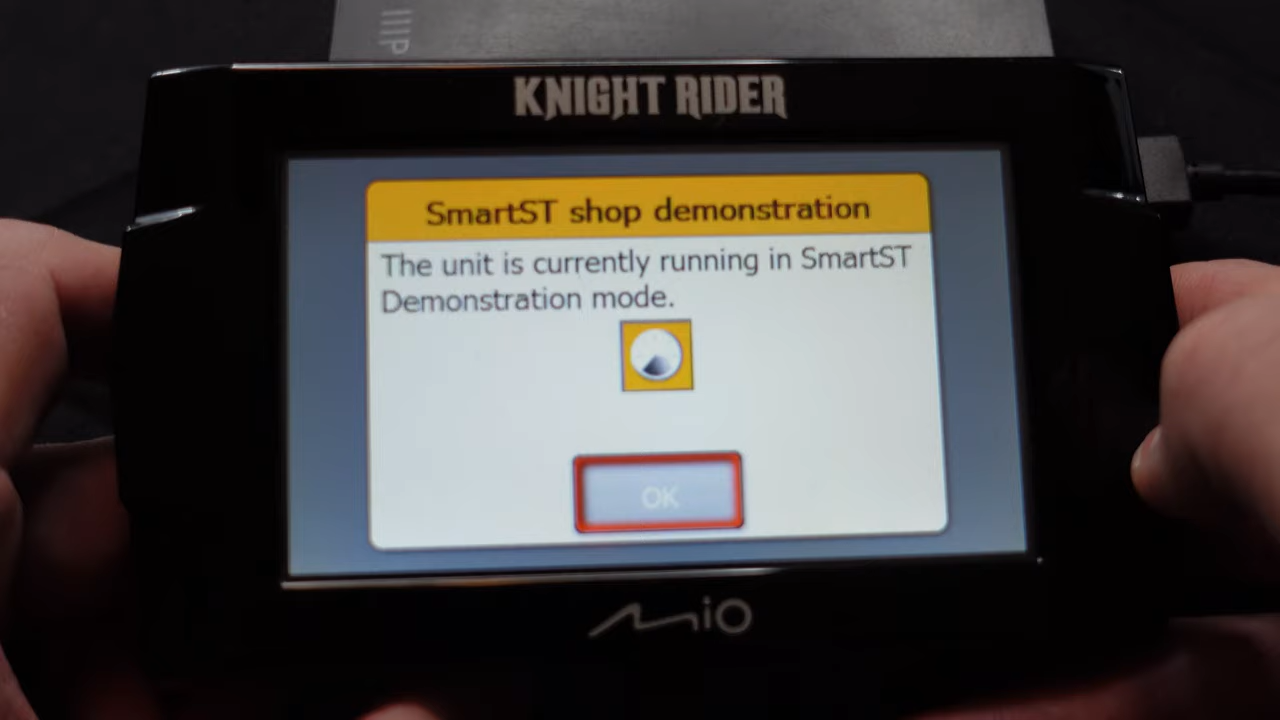 KNIGHT RIDER
SmartST shop demonstration
The unit is currently running in SmartST
Demonstration mode.
OK
Mio